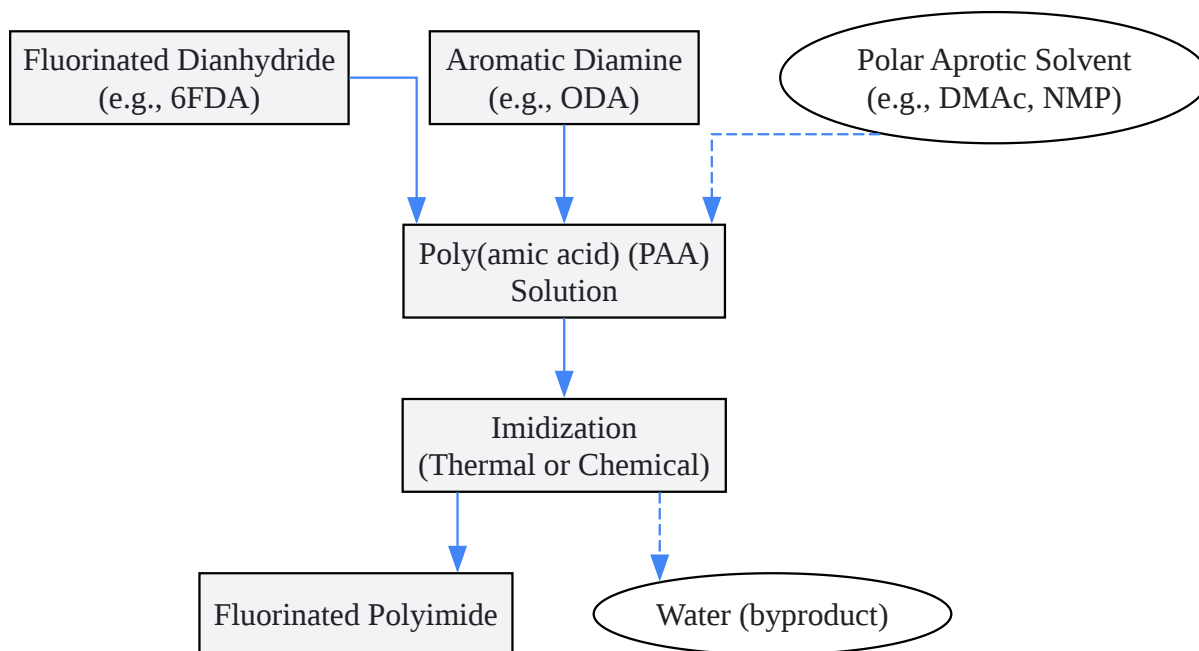 Fluorinated Dianhydride
(e.g., 6FDA)
Aromatic Diamine
(e.g., ODA)
Polar Aprotic Solvent
(e.g., DMAc, NMP)
Poly(amic acid) (PAA)
Solution
Imidization
(Thermal or Chemical)
Fluorinated Polyimide
Water (byproduct)